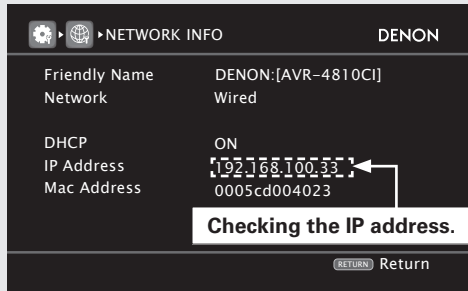 NETWORK INFO DENON
Friendly Name DENON:[AVR-4810CI]
Network Wired
DHCP ON
IP Address 192.168.100.33
Mac Address 0005cd004023
Checking the IP address.
RETURN Return